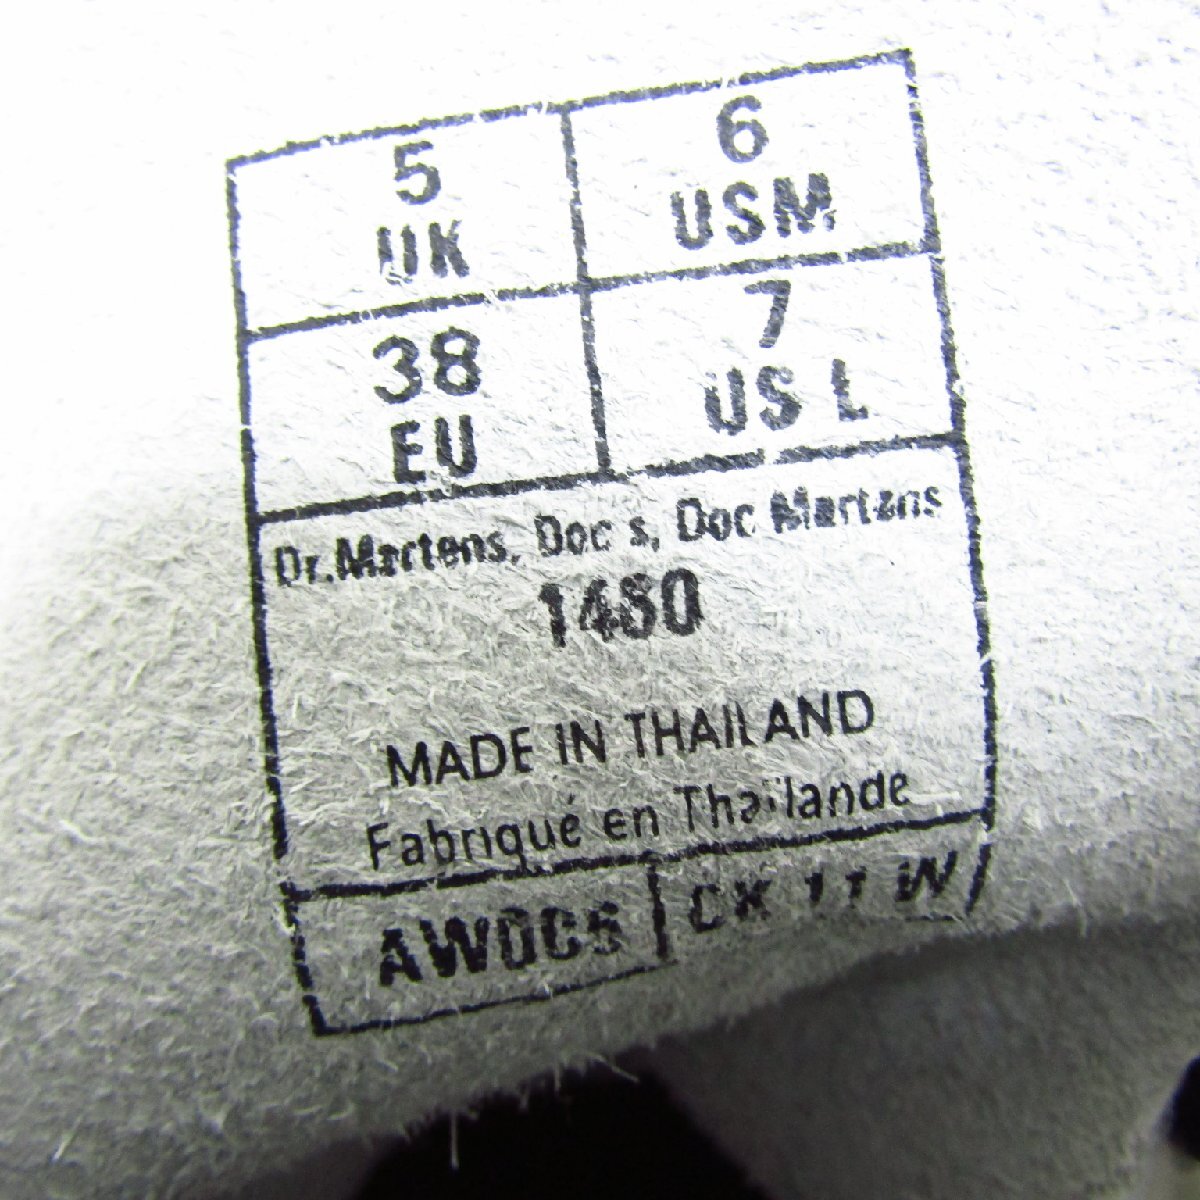 5
UK
6
USM
38
EU
7
US L
Dr.Martens, Doc's, Doc Martens
1460
MADE IN THAILAND
Fabriqué en Thaïlande
W